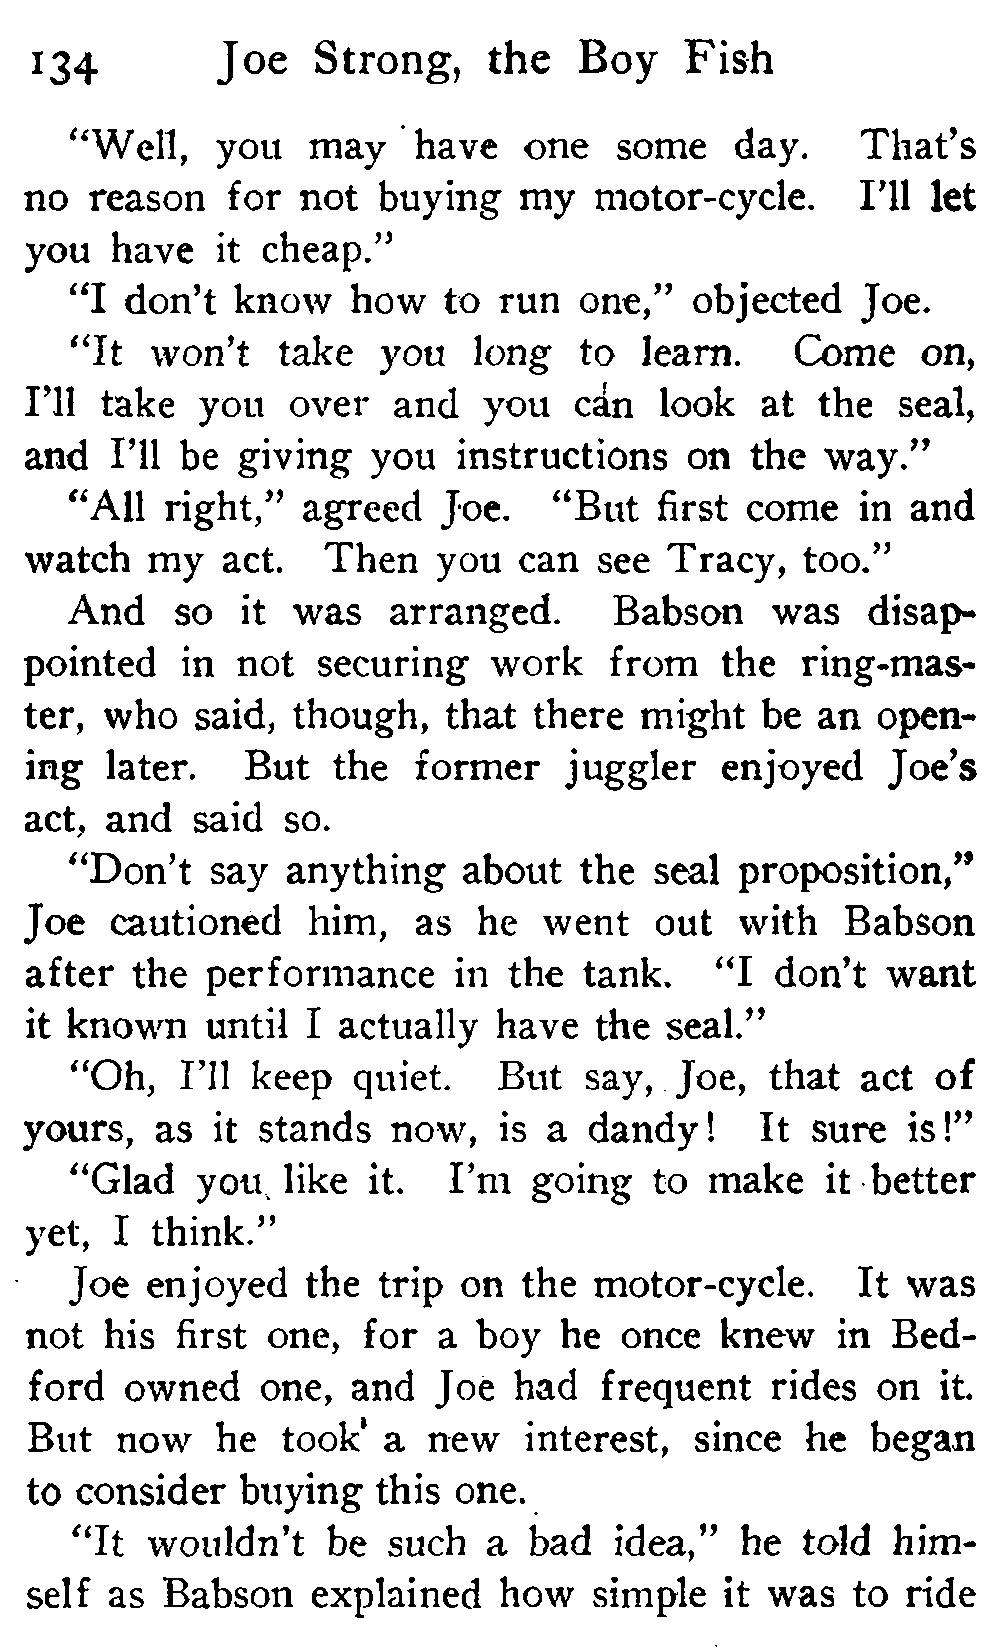 134 Joe Strong, the Boy Fish
"Well, you may have one some day. That's
no reason for not buying my motor-cycle. I'll let
you have it cheap."
"I don't know how to run one," objected Joe.
"It won't take you long to learn. Come on,
I'll take you over and you can look at the seal,
and I'll be giving you instructions on the way."
"All right," agreed Joe. "But first come in and
watch my act. Then you can see Tracy, too."
And so it was arranged. Babson was disap-
pointed in not securing work from the ring-mas-
ter, who said, though, that there might be an open-
ing later. But the former juggler enjoyed Joe's
act, and said so.
"Don't say anything about the seal proposition,"
Joe cautioned him, as he went out with Babson
after the performance in the tank. "I don't want
it known until I actually have the seal."
"Oh, I'll keep quiet. But say, Joe, that act of
yours, as it stands now, is a dandy! It sure is!"
"Glad you like it. I'm going to make it better
yet, I think."
Joe enjoyed the trip on the motor-cycle. It was
not his first one, for a boy he once knew in Bed-
ford owned one, and Joe had frequent rides on it.
But now he took a new interest, since he began
to consider buying this one.
"It wouldn't be such a bad idea," he told him-
self as Babson explained how simple it was to ride